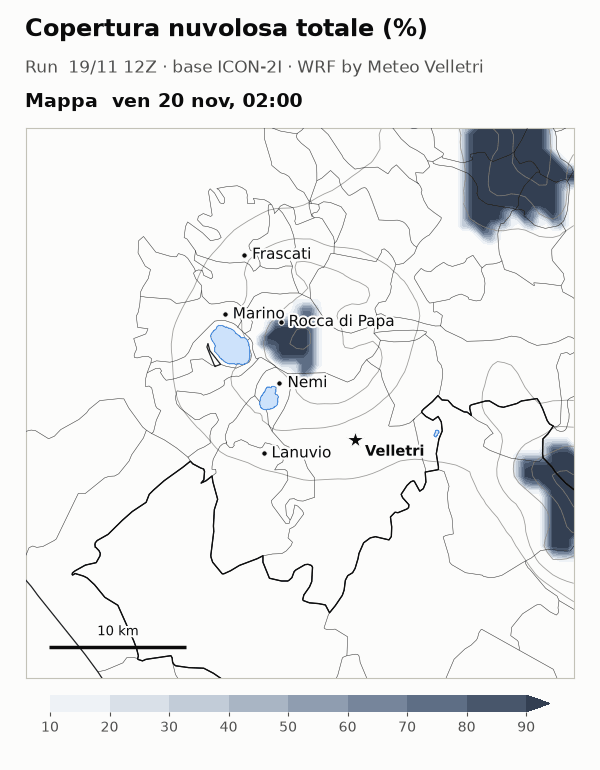 Copertura nuvolosa totale (%)
Run  19/11 12Z · base ICON-2I · WRF by Meteo Velletri
Mappa  ven 20 nov, 02:00
Frascati
Marino
Rocca di Papa
Nemi
Velletri
Lanuvio
10 km
10 20 30 40 50 60 70 80 90